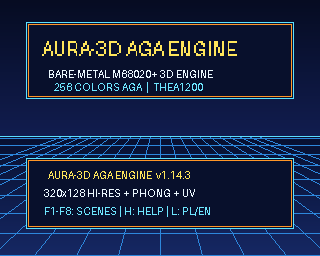 AURA-3D AGA ENGINE
BARE-METAL M68020+ 3D ENGINE
256 COLORS AGA | THEA1200
AURA-3D AGA ENGINE v1.14.3
320x128 HI-RES + PHONG + UV
F1-F8: SCENES | H: HELP | L: PL/EN